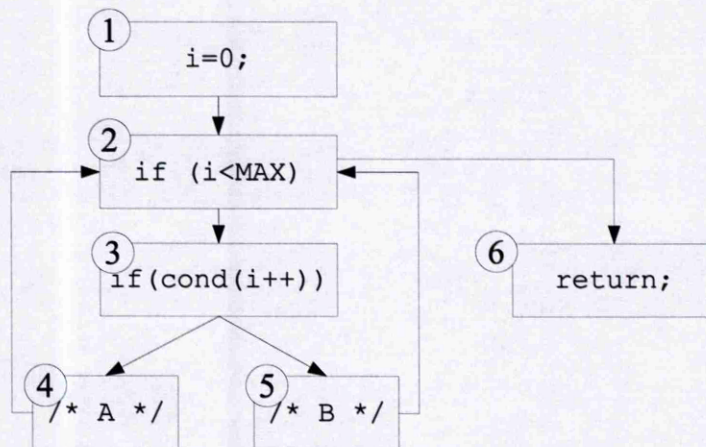 1
i=0;
2
if (i<MAX)
3
if(cond(i++))
6
return;
4
/* A */
5
/* B */